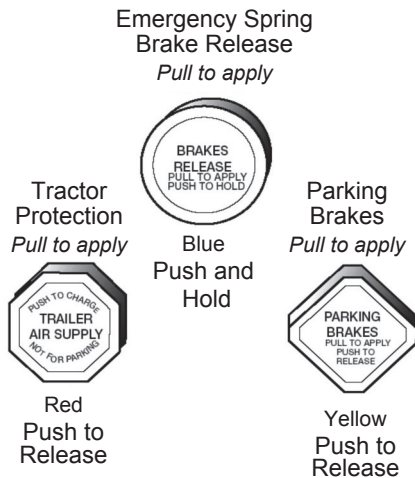 Emergency Spring
Brake Release
Pull to apply
BRAKES
RELEASE
PULL TO APPLY
PUSH TO HOLD
Blue
Push and
Hold
Tractor
Protection
Pull to apply
PUSH TO CHARGE
TRAILER
AIR SUPPLY
NOT FOR PARKING
Red
Push to
Release
Parking
Brakes
Pull to apply
PARKING
BRAKES
PULL TO APPLY
PUSH TO
RELEASE
Yellow
Push to
Release